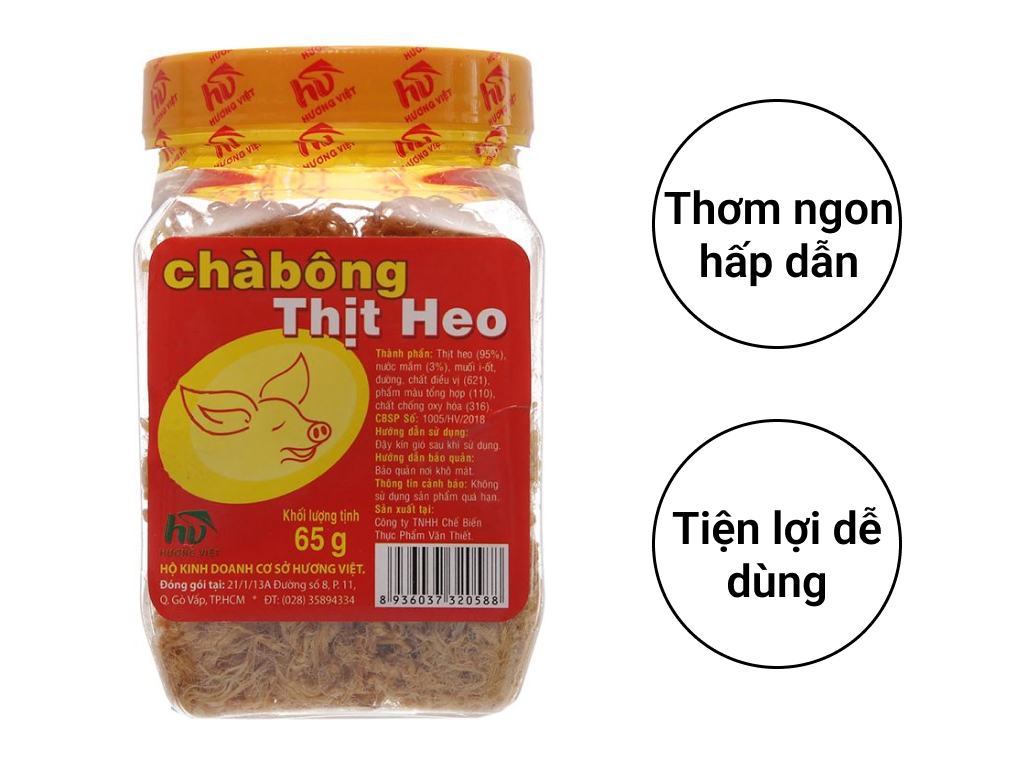 HƯƠNG VIỆT
HƯƠNG VIỆT
HƯƠNG VIỆT
HƯƠNG VIỆT
chàbông
Thịt Heo
Thành phần: Thịt heo (95%),
nước mắm (3%), muối i-ốt,
đường, chất điều vị (621),
phẩm màu tổng hợp (110),
chất chống oxy hóa (316).
CBSP Số: 1005/HV/2018
Hướng dẫn sử dụng:
Đậy kín gió sau khi sử dụng.
Hướng dẫn bảo quản:
Bảo quản nơi khô mát.
Thông tin cảnh báo: Không
sử dụng sản phẩm quá hạn.
Sản xuất tại:
Công ty TNHH Chế Biến
Thực Phẩm Văn Thiết.
Khối lượng tịnh
65 g
HƯƠNG VIỆT
HỘ KINH DOANH CƠ SỞ HƯƠNG VIỆT.
Đóng gói tại: 21/1/13A Đường số 8, P. 11,
Q. Gò Vấp, TP.HCM * ĐT: (028) 35894334
8 936037 320588
Thơm ngon
hấp dẫn
Tiện lợi dễ
dùng